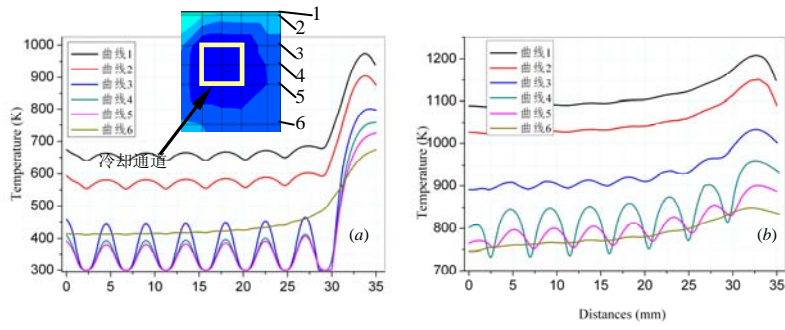 1
2
3
4
5
6
冷却通道
Temperature (K)
1000
900
800
700
600
500
400
300
0 5 10 15 20 25 30 35
曲线1
曲线2
曲线3
曲线4
曲线5
曲线6
(a)
Temperature (K)
1200
1100
1000
900
800
700
0 5 10 15 20 25 30 35
Distances (mm)
曲线1
曲线2
曲线3
曲线4
曲线5
曲线6
(b)